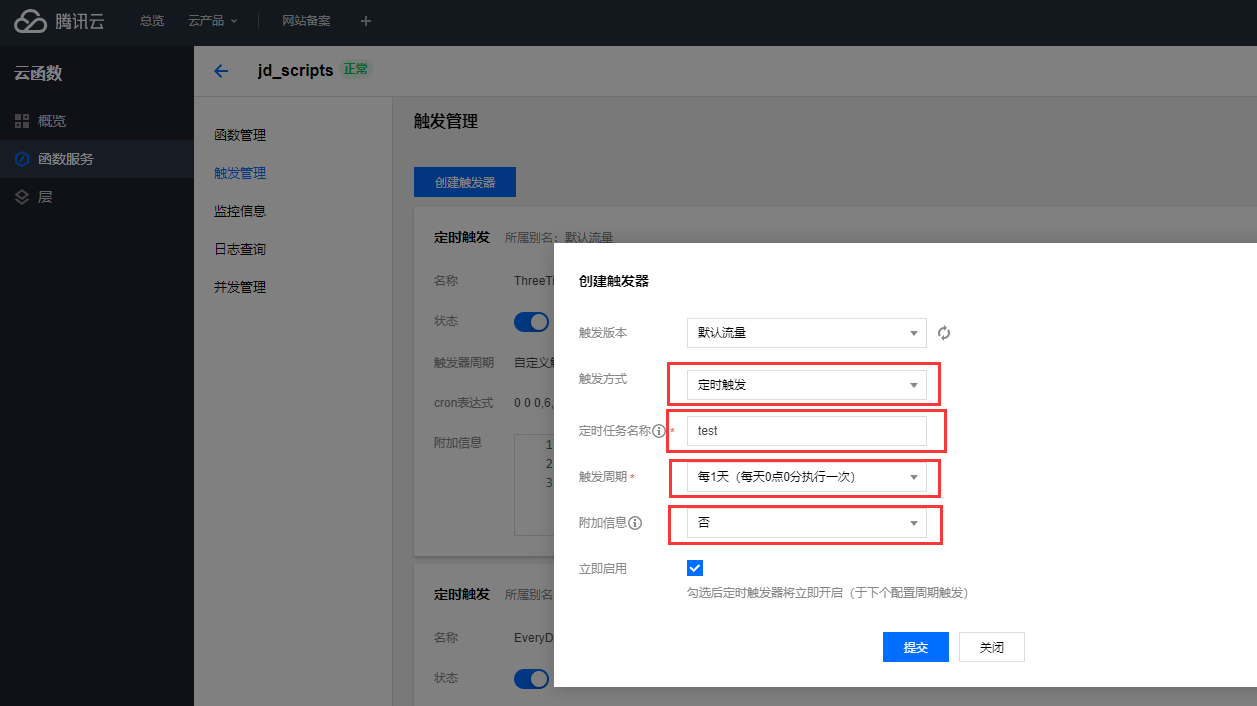 腾讯云 总览 云产品 网站备案 +
云函数
概览
函数服务
层
jd_scripts 正常
函数管理
触发管理
监控信息
日志查询
并发管理
触发管理
创建触发器
定时触发 所属别名：默认流量
名称 ThreeTi
状态
触发器周期 自定义触
cron表达式 0 0 0,6,
附加信息
1
2
3
定时触发 所属别名
名称 EveryD
状态
创建触发器
触发版本 默认流量
触发方式 定时触发
定时任务名称 * test
触发周期 * 每1天（每天0点0分执行一次）
附加信息 否
立即启用
勾选后定时触发器将立即开启（于下个配置周期触发）
提交 关闭